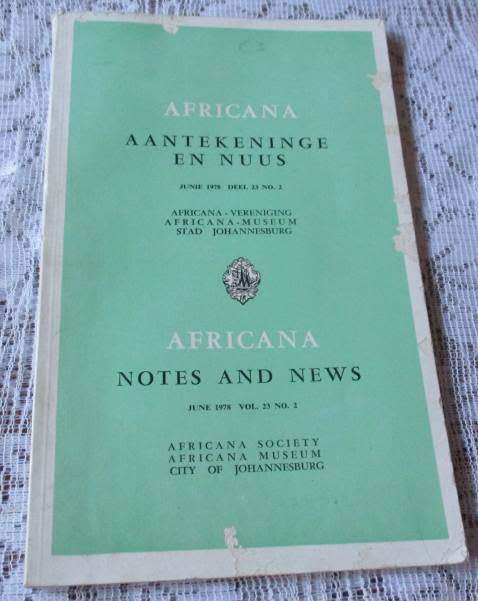 AFRICANA
AANTEKENINGE
EN NUUS
JUNIE 1978 DEEL 23 NO. 2
AFRICANA-VERENIGING
AFRICANA-MUSEUM
STAD JOHANNESBURG
AFRICANA
NOTES AND NEWS
JUNE 1978 VOL. 23 NO. 2
AFRICANA SOCIETY
AFRICANA MUSEUM
CITY OF JOHANNESBURG